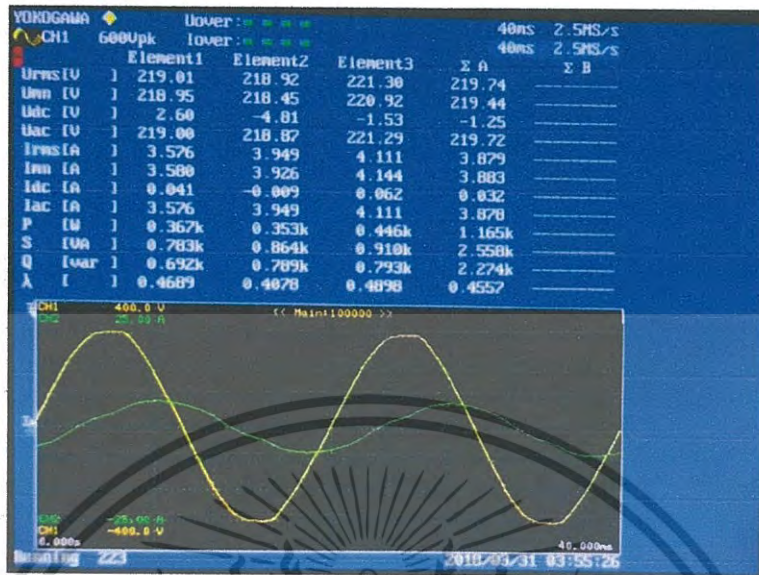 YOKOGAWA Uover: 40ms 2.5MS/s
CH1 600Vpk Iover: 40ms 2.5MS/s
Element1 Element2 Element3 Σ A Σ B
Urms[V ] 219.01 218.92 221.30 219.74
Umn [V ] 218.95 218.45 220.92 219.44
Udc [V ] 2.60 -4.81 -1.53 -1.25
Uac [V ] 219.00 218.87 221.29 219.72
Irms[A ] 3.576 3.949 4.111 3.879
Imn [A ] 3.580 3.926 4.144 3.883
Idc [A ] 0.041 -0.009 0.062 0.032
Iac [A ] 3.576 3.949 4.111 3.878
P [W ] 0.367k 0.353k 0.446k 1.165k
S [VA ] 0.783k 0.864k 0.910k 2.558k
Q [var ] 0.692k 0.789k 0.793k 2.274k
λ [ ] 0.4689 0.4078 0.4898 0.4557
CH1 400.0 V << Main:100000 >>
CH2 25.00 A
CH2 -25.00 A
CH1 -400.0 V
0.000s 40.000ms
Running 223 2018/03/31 03:55:26